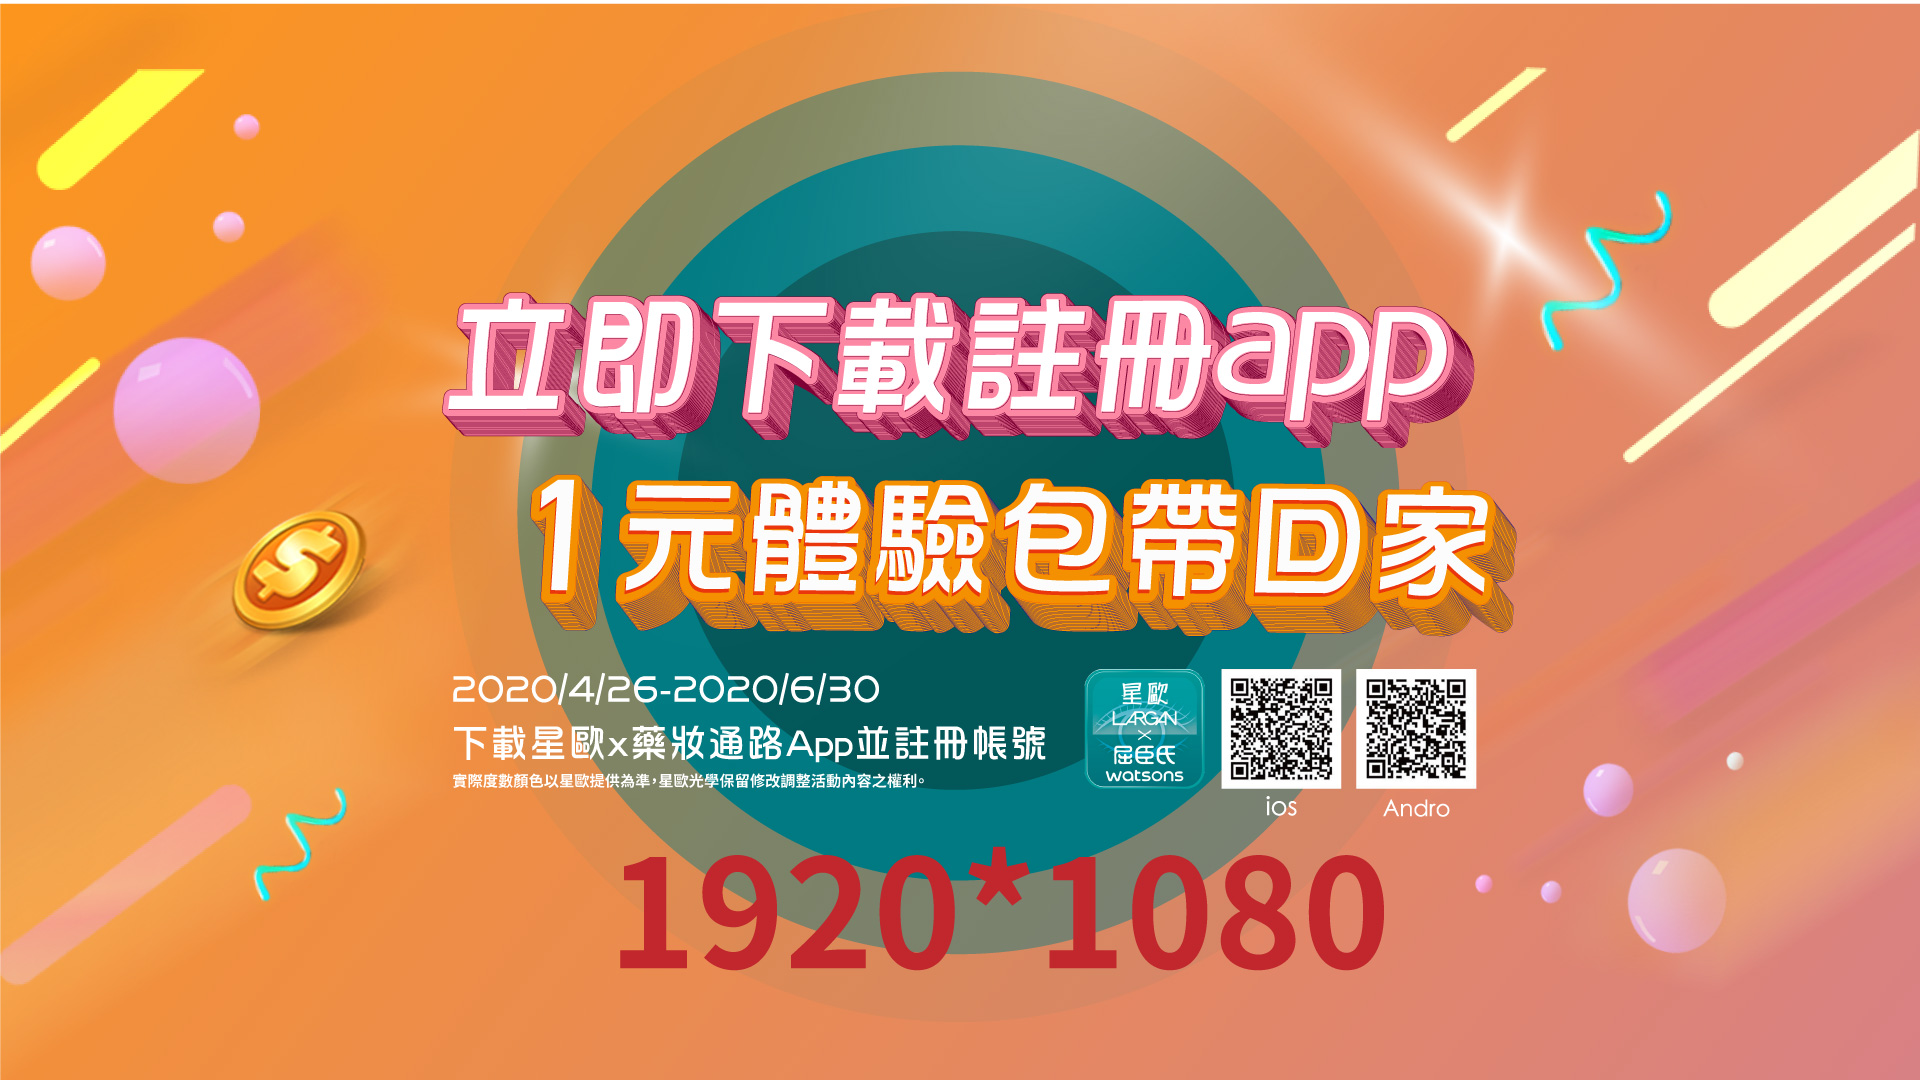 立即下載註冊app
1元體驗包帶回家
2020/4/26-2020/6/30
下載星歐x藥妝通路App並註冊帳號
實際度數顏色以星歐提供為準，星歐光學保留修改調整活動內容之權利。
星歐
LARGAN
×
屈臣氏
watsons
ios
Andro
1920*1080